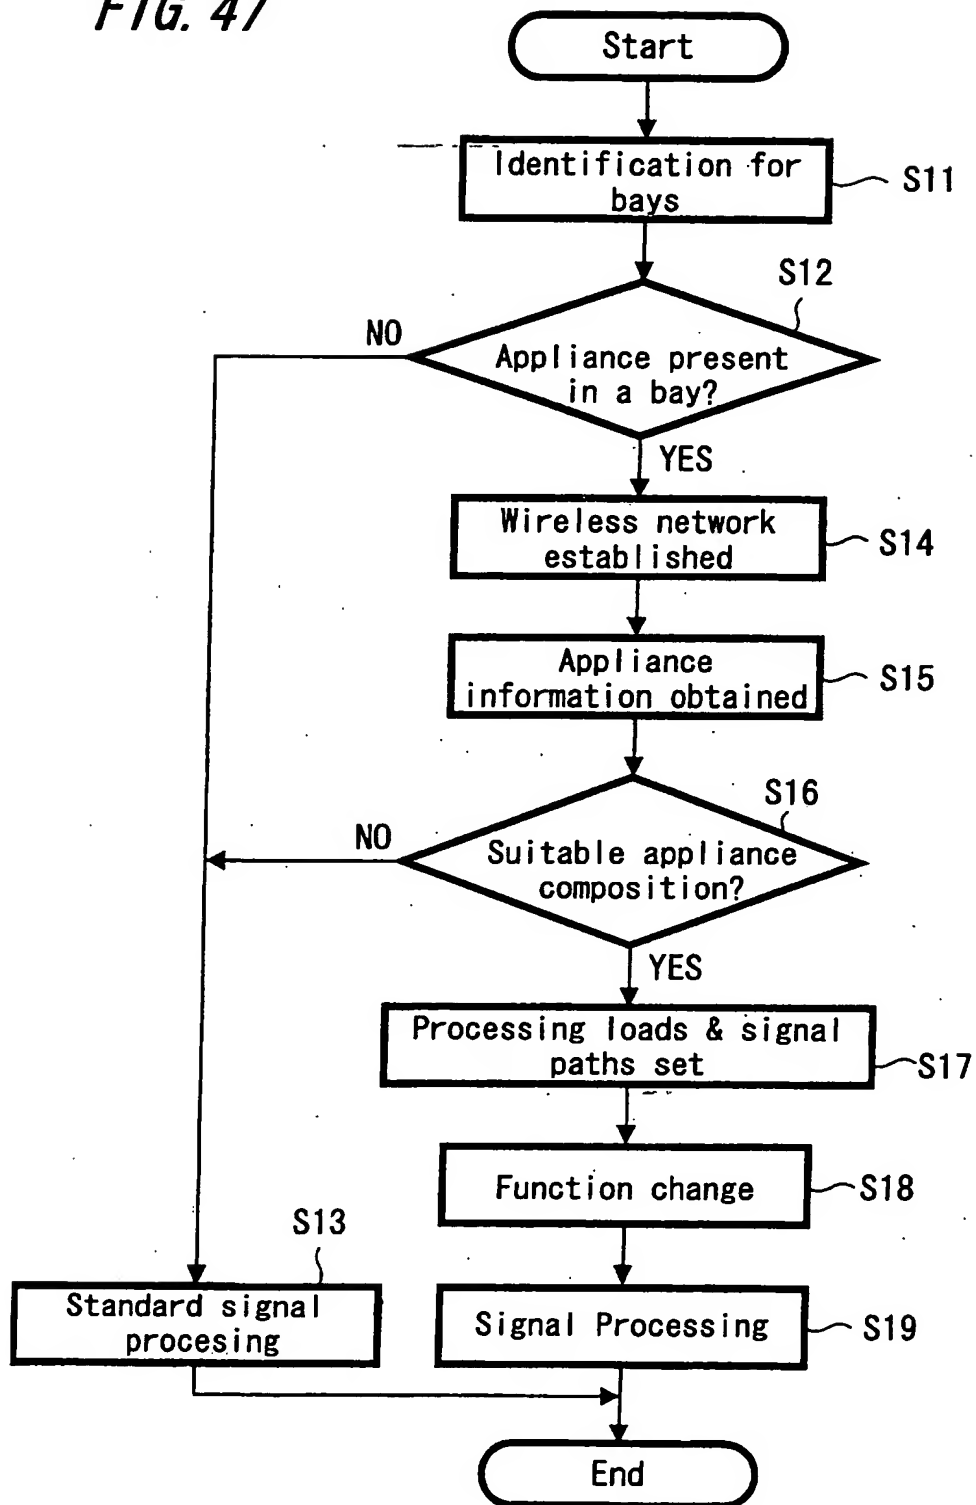 FIG. 47
Start
Identification for
bays
S11
S12
NO
Appliance present
in a bay?
YES
Wireless network
established
S14
Appliance
information obtained
S15
S16
NO
Suitable appliance
composition?
YES
Processing loads & signal
paths set
S17
Function change
S18
S13
Standard signal
procesing
Signal Processing
S19
End